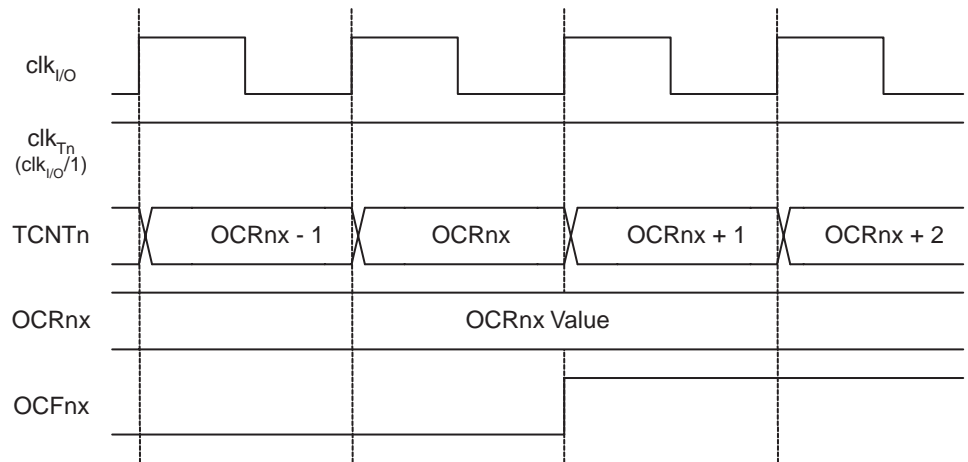 clkI/O
clkTn
(clkI/O/1)
TCNTn
OCRnx - 1
OCRnx
OCRnx + 1
OCRnx + 2
OCRnx
OCRnx Value
OCFnx